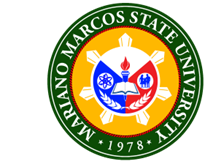 MARIANO MARCOS STATE UNIVERSITY
• 1978 •